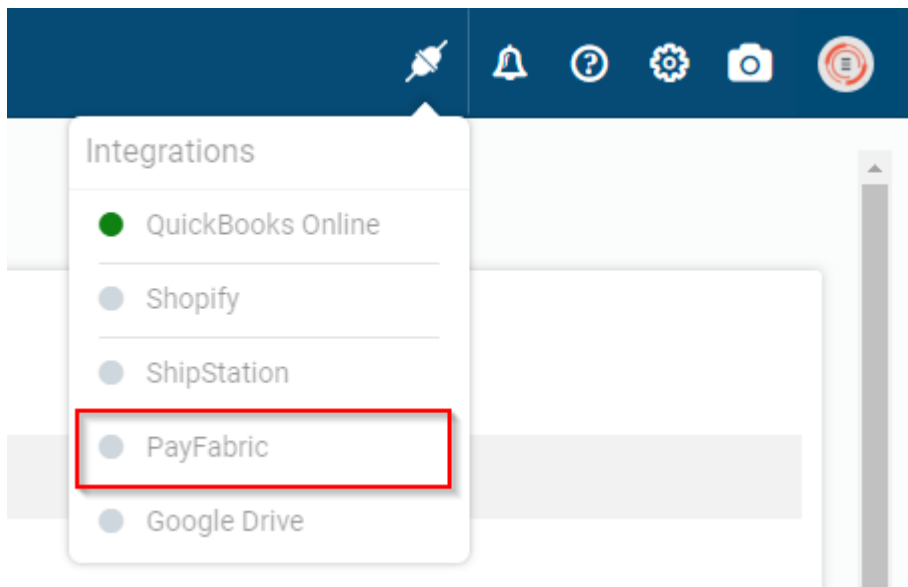 Integrations
QuickBooks Online
Shopify
ShipStation
PayFabric
Google Drive